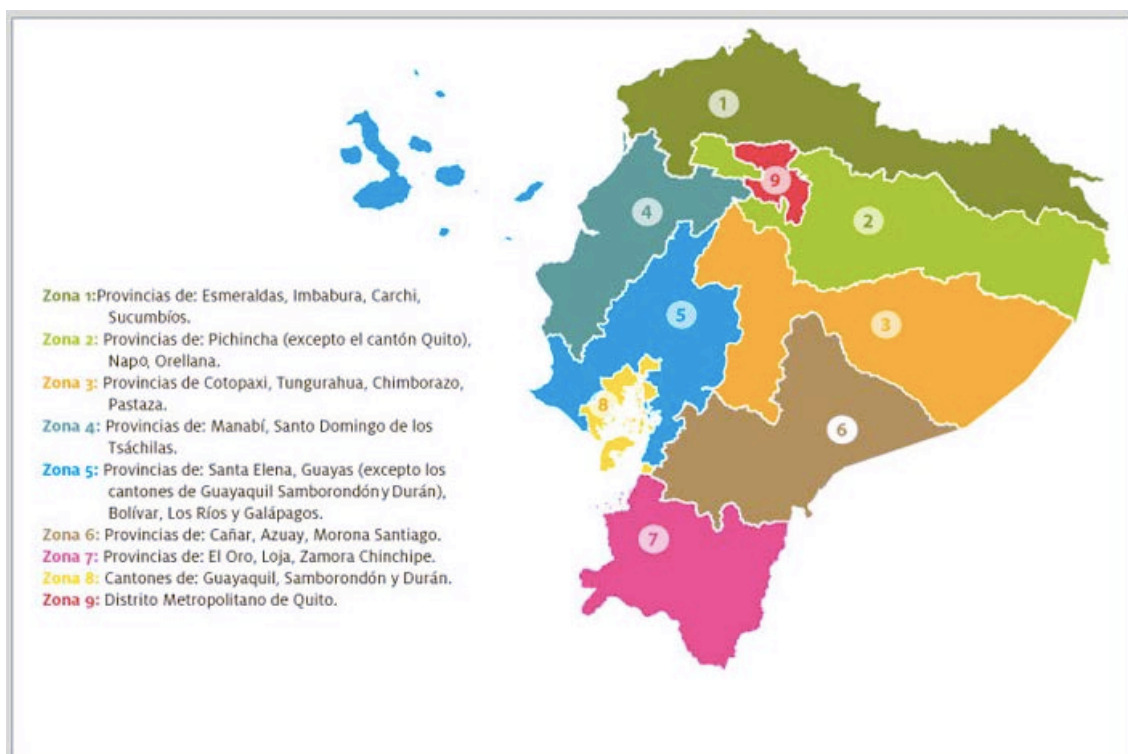 1
9
2
4
5
3
8
6
7
Zona 1:Provincias de: Esmeraldas, Imbabura, Carchi,
Sucumbíos.
Zona 2: Provincias de: Pichincha (excepto el cantón Quito),
Napo, Orellana.
Zona 3: Provincias de Cotopaxi, Tungurahua, Chimborazo,
Pastaza.
Zona 4: Provincias de: Manabí, Santo Domingo de los
Tsáchilas.
Zona 5: Provincias de: Santa Elena, Guayas (excepto los
cantones de Guayaquil Samborondón y Durán),
Bolívar, Los Ríos y Galápagos.
Zona 6: Provincias de: Cañar, Azuay, Morona Santiago.
Zona 7: Provincias de: El Oro, Loja, Zamora Chinchipe.
Zona 8: Cantones de: Guayaquil, Samborondón y Durán.
Zona 9: Distrito Metropolitano de Quito.